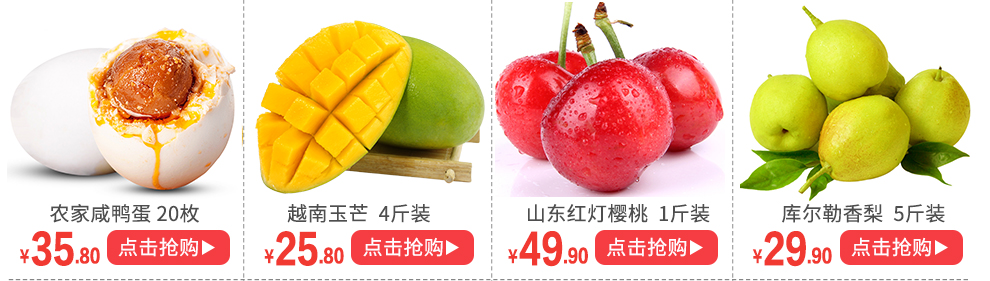 农家咸鸭蛋 20枚
¥35.80 点击抢购▶
越南玉芒 4斤装
¥25.80 点击抢购▶
山东红灯樱桃 1斤装
¥49.90 点击抢购▶
库尔勒香梨 5斤装
¥29.90 点击抢购▶